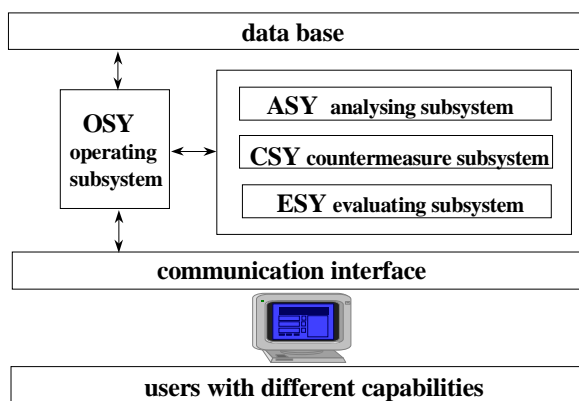 data base
OSY
operating
subsystem
ASY analysing subsystem
CSY countermeasure subsystem
ESY evaluating subsystem
communication interface
users with different capabilities